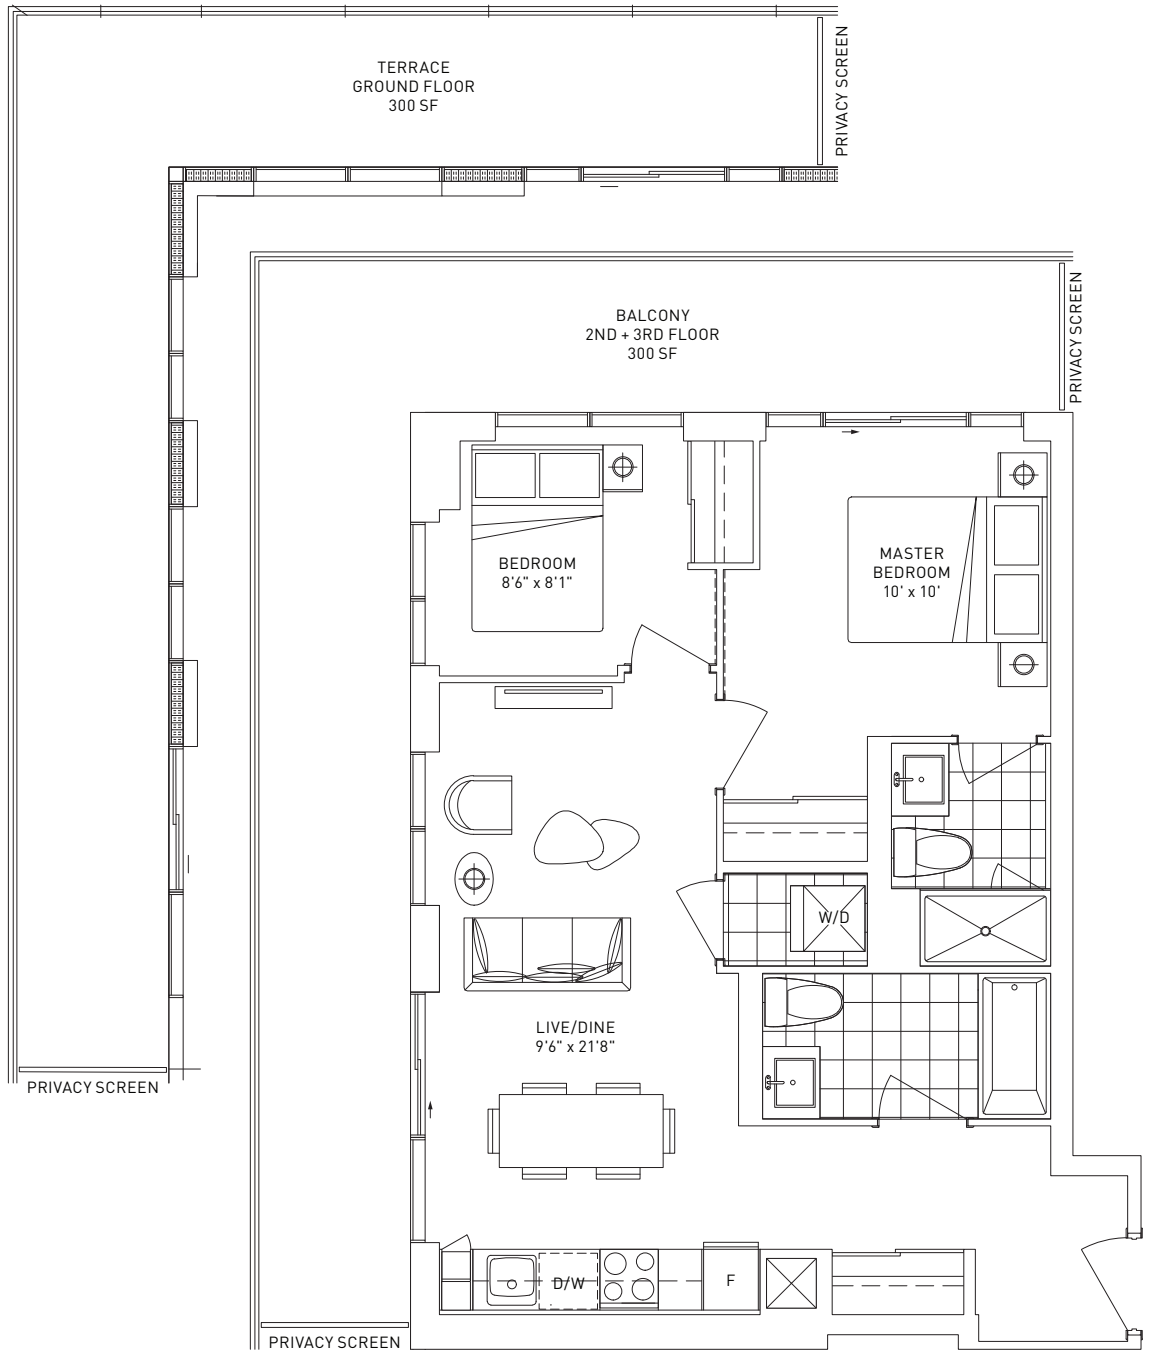 TERRACE
GROUND FLOOR
300 SF
PRIVACY SCREEN
BALCONY
2ND + 3RD FLOOR
300 SF
PRIVACY SCREEN
BEDROOM
8'6" x 8'1"
MASTER
BEDROOM
10' x 10'
W/D
LIVE/DINE
9'6" x 21'8"
PRIVACY SCREEN
D/W
F
PRIVACY SCREEN